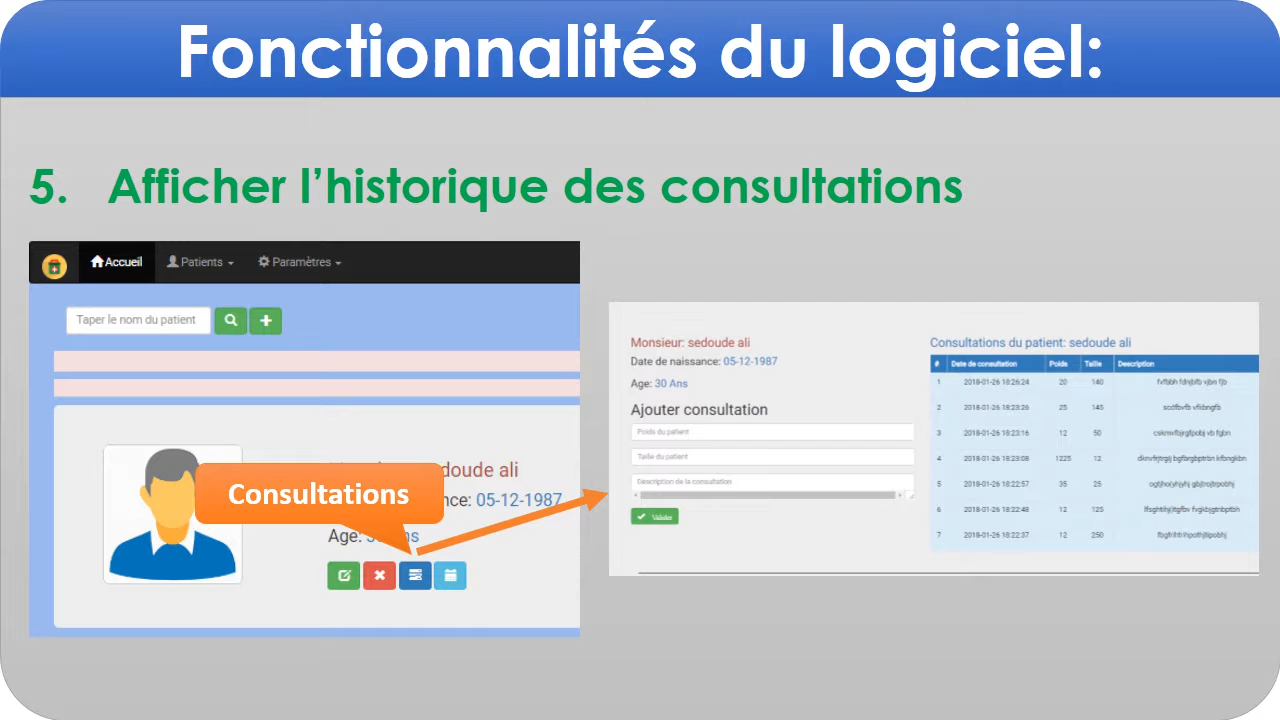 Fonctionnalités du logiciel:
5. Afficher l'historique des consultations
Accueil Patients Paramètres
Taper le nom du patient
doude ali
Consultations
nce: 05-12-1987
Age: 30 Ans
Monsieur: sedoude ali
Date de naissance: 05-12-1987
Age: 30 Ans
Ajouter consultation
Poids du patient
Taille du patient
Description de la consultation
Valider
Consultations du patient: sedoude ali
# Date de consultation Poids Taille Description
1 2018-01-26 18:26:24 20 140
2 2018-01-26 18:23:26 25 145
3 2018-01-26 18:23:16 12 50
4 2018-01-26 18:23:08 1225 12
5 2018-01-26 18:22:57 35 25
6 2018-01-26 18:22:48 12 125
7 2018-01-26 18:22:37 12 250